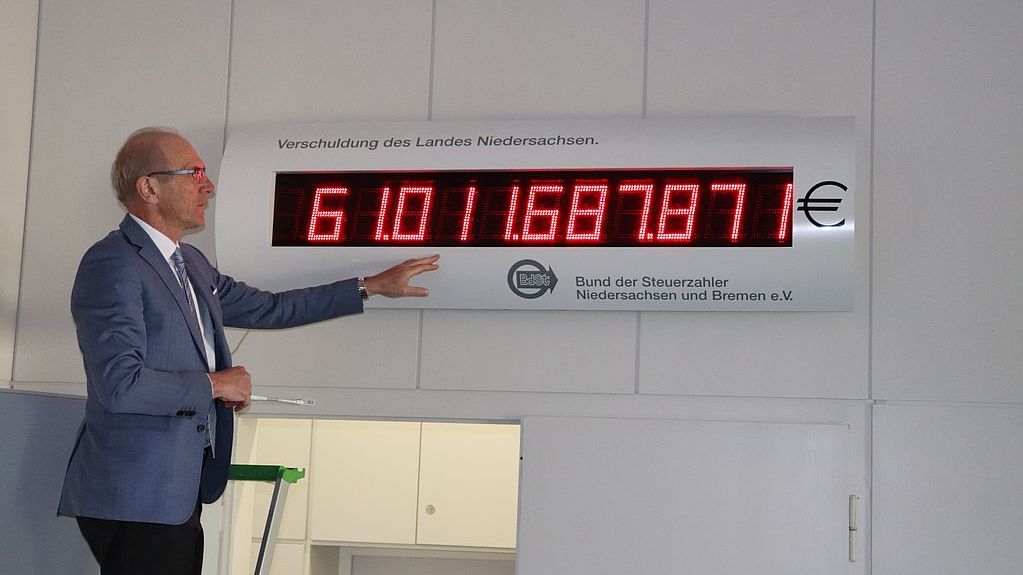 Verschuldung des Landes Niedersachsen.
61.011.687.871 €
BdSt
Bund der Steuerzahler
Niedersachsen und Bremen e.V.